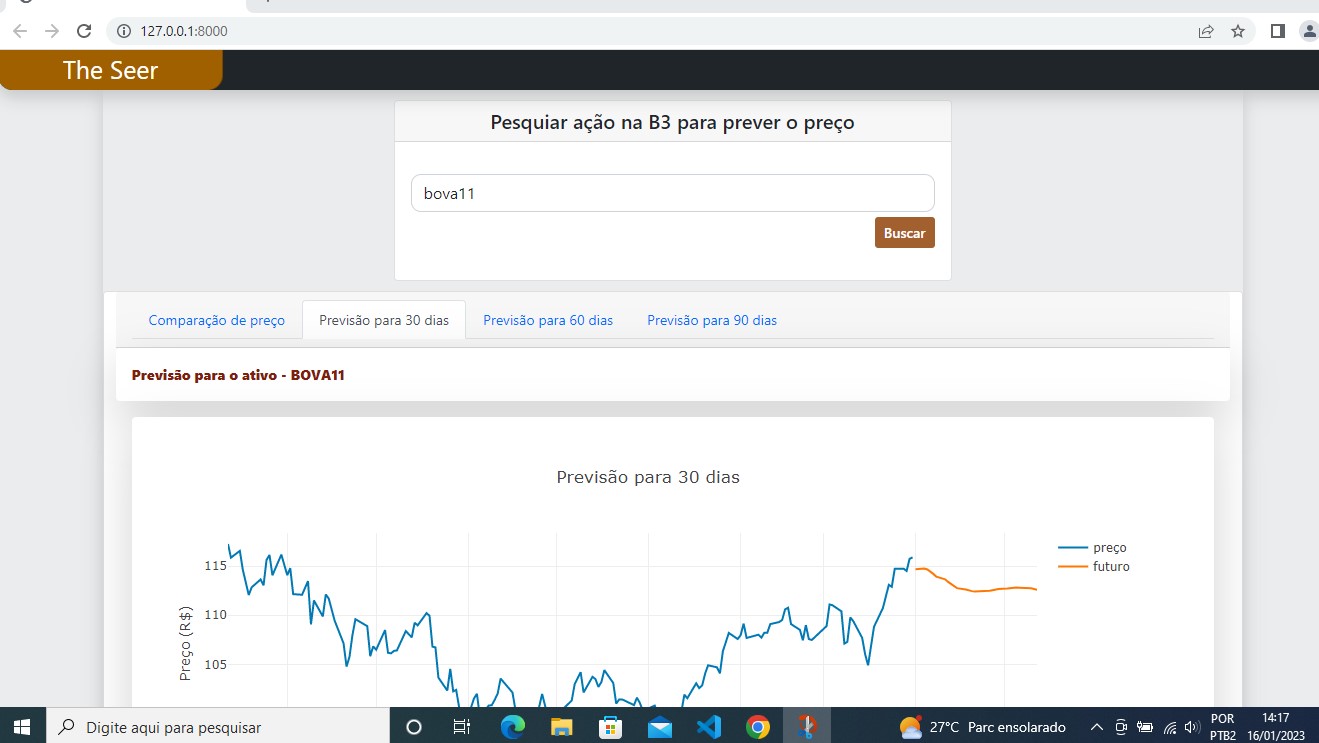 127.0.0.1:8000
The Seer
Pesquiar ação na B3 para prever o preço
bova11
Buscar
Comparação de preço
Previsão para 30 dias
Previsão para 60 dias
Previsão para 90 dias
Previsão para o ativo - BOVA11
Previsão para 30 dias
preço
futuro
115
110
105
Preço (R$)
Digite aqui para pesquisar
27°C Parc ensolarado
POR
PTB2
14:17
16/01/2023